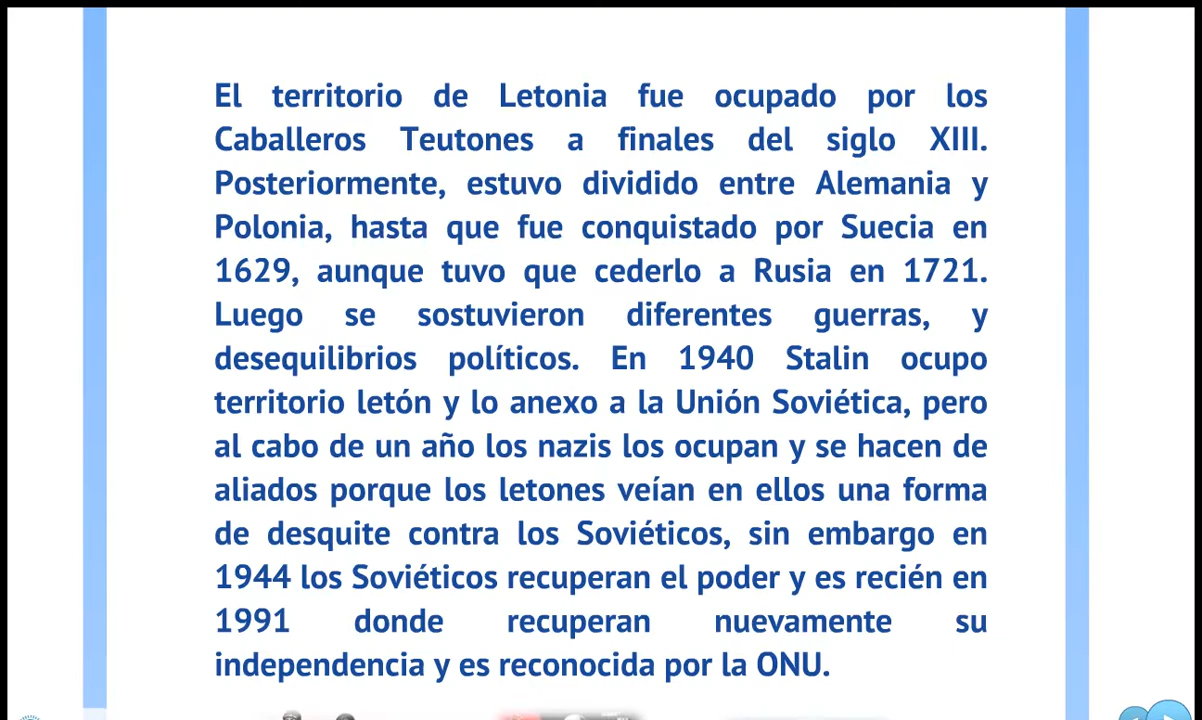 El territorio de Letonia fue ocupado por los
Caballeros Teutones a finales del siglo XIII.
Posteriormente, estuvo dividido entre Alemania y
Polonia, hasta que fue conquistado por Suecia en
1629, aunque tuvo que cederlo a Rusia en 1721.
Luego se sostuvieron diferentes guerras, y
desequilibrios políticos. En 1940 Stalin ocupo
territorio letón y lo anexo a la Unión Soviética, pero
al cabo de un año los nazis los ocupan y se hacen de
aliados porque los letones veían en ellos una forma
de desquite contra los Soviéticos, sin embargo en
1944 los Soviéticos recuperan el poder y es recién en
1991 donde recuperan nuevamente su
independencia y es reconocida por la ONU.